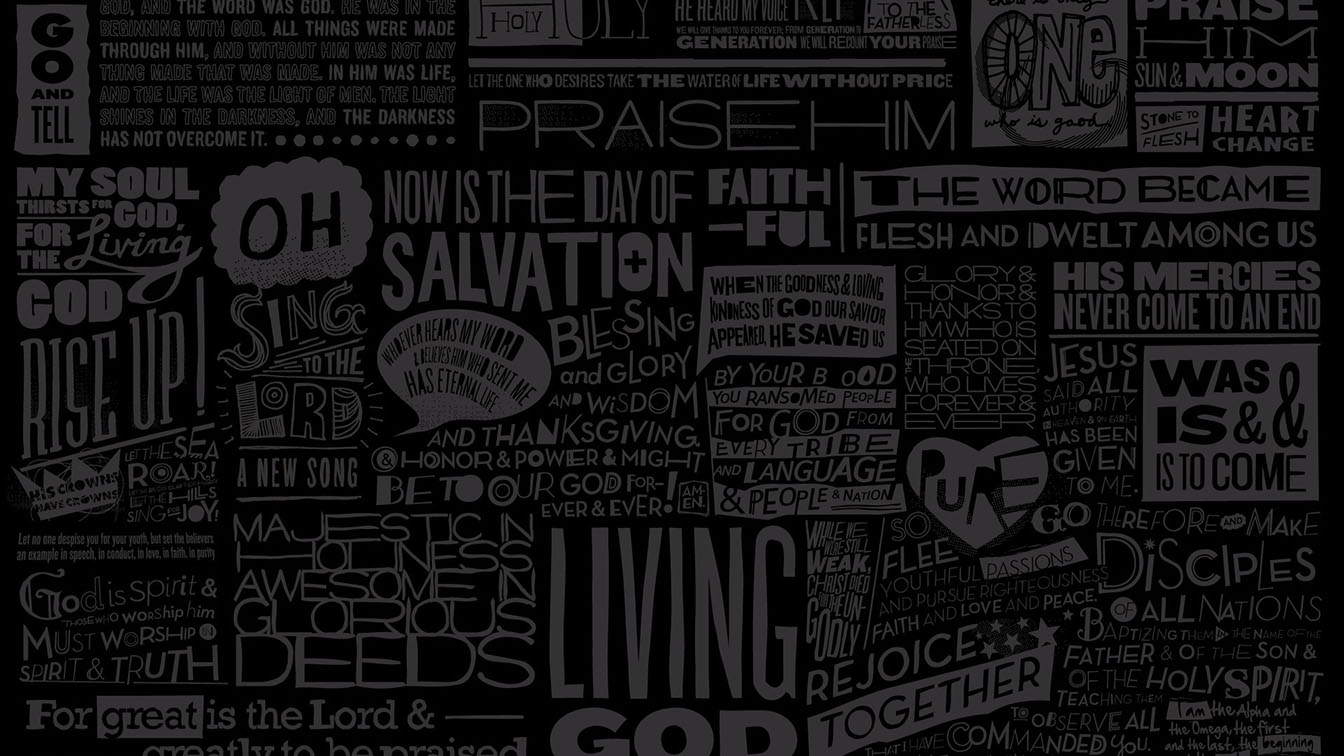 GO
AND
TELL
GOD, AND THE WORD WAS GOD. HE WAS IN THE
BEGINNING WITH GOD. ALL THINGS WERE MADE
THROUGH HIM, AND WITHOUT HIM WAS NOT ANY
THING MADE THAT WAS MADE. IN HIM WAS LIFE,
AND THE LIFE WAS THE LIGHT OF MEN. THE LIGHT
SHINES IN THE DARKNESS, AND THE DARKNESS
HAS NOT OVERCOME IT.
HOLY
HOLY
HE HEARD MY VOICE
TO THE
FATHERLESS
WE WILL GIVE THANKS TO YOU FOREVER; FROM GENERATION TO
GENERATION WE WILL RECOUNT YOUR PRAISE
LET THE ONE WHO DESIRES TAKE THE WATER OF LIFE WITHOUT PRICE
PRAISE HIM
there is only
ONE
who is good.
PRAISE
HIM
SUN & MOON
STONE TO
FLESH
HEART
CHANGE
MY SOUL
THIRSTS FOR GOD,
FOR
THE Living
GOD
RISE UP!
OH
SING
TO THE
LORD
A NEW SONG
NOW IS THE DAY OF
SALVATION
WHOEVER HEARS MY WORD
& BELIEVES HIM WHO SENT ME
HAS ETERNAL LIFE
BLESSING
and GLORY
AND WISDOM
AND THANKSGIVING
& HONOR & POWER & MIGHT
BE TO OUR GOD FOR-
EVER & EVER!
AM-
EN.
FAITH
-FUL
THE WORD BECAME
FLESH AND DWELT AMONG US
WHEN THE GOODNESS & LOVING
KINDNESS OF GOD OUR SAVIOR
APPEARED, HE SAVED US
BY YOUR BLOOD
YOU RANSOMED PEOPLE
FOR GOD FROM
EVERY TRIBE
AND LANGUAGE
& PEOPLE & NATION
GLORY &
HONOR &
THANKS TO
HIM WHO IS
SEATED ON
THE THRONE
WHO LIVES
FOREVER &
EVER
HIS MERCIES
NEVER COME TO AN END
JESUS
SAID ALL
AUTHORITY
IN HEAVEN & ON EARTH
HAS BEEN
GIVEN
TO ME.
WAS &
IS & &
IS TO COME
HIS CROWNS
HAVE CROWNS
LET THE SEA
ROAR!
THE HILLS
SING FOR JOY!
Let no one despise you for your youth, but set the believers
an example in speech, in conduct, in love, in faith, in purity
God is spirit &
THOSE WHO WORSHIP him
MUST WORSHIP IN
SPIRIT & TRUTH
MAJESTIC IN
HOLINESS
AWESOME IN
GLORIOUS
DEEDS
LIVING
GOD
WHILE WE
WERE STILL
WEAK,
CHRIST DIED
FOR THE UN-
GODLY
PURE
SO
FLEE
YOUTHFUL PASSIONS
AND PURSUE RIGHTEOUSNESS
FAITH AND LOVE AND PEACE.
REJOICE
TOGETHER
GO THEREFORE AND MAKE
DISCIPLES
OF ALL NATIONS
BAPTIZING THEM IN THE NAME OF THE
FATHER & OF THE SON &
OF THE HOLY SPIRIT,
TEACHING THEM
TO OBSERVE ALL
THAT I HAVE COMMANDED YOU.
I am the Alpha and
the Omega, the first
and the last, the beginning
For great is the Lord &
greatly to be praised